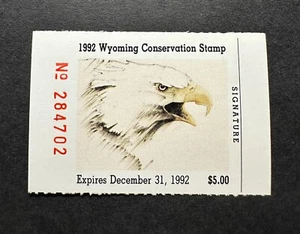 1992 Wyoming Conservation Stamp
Nº 284702
SIGNATURE
Expires December 31, 1992 $5.00